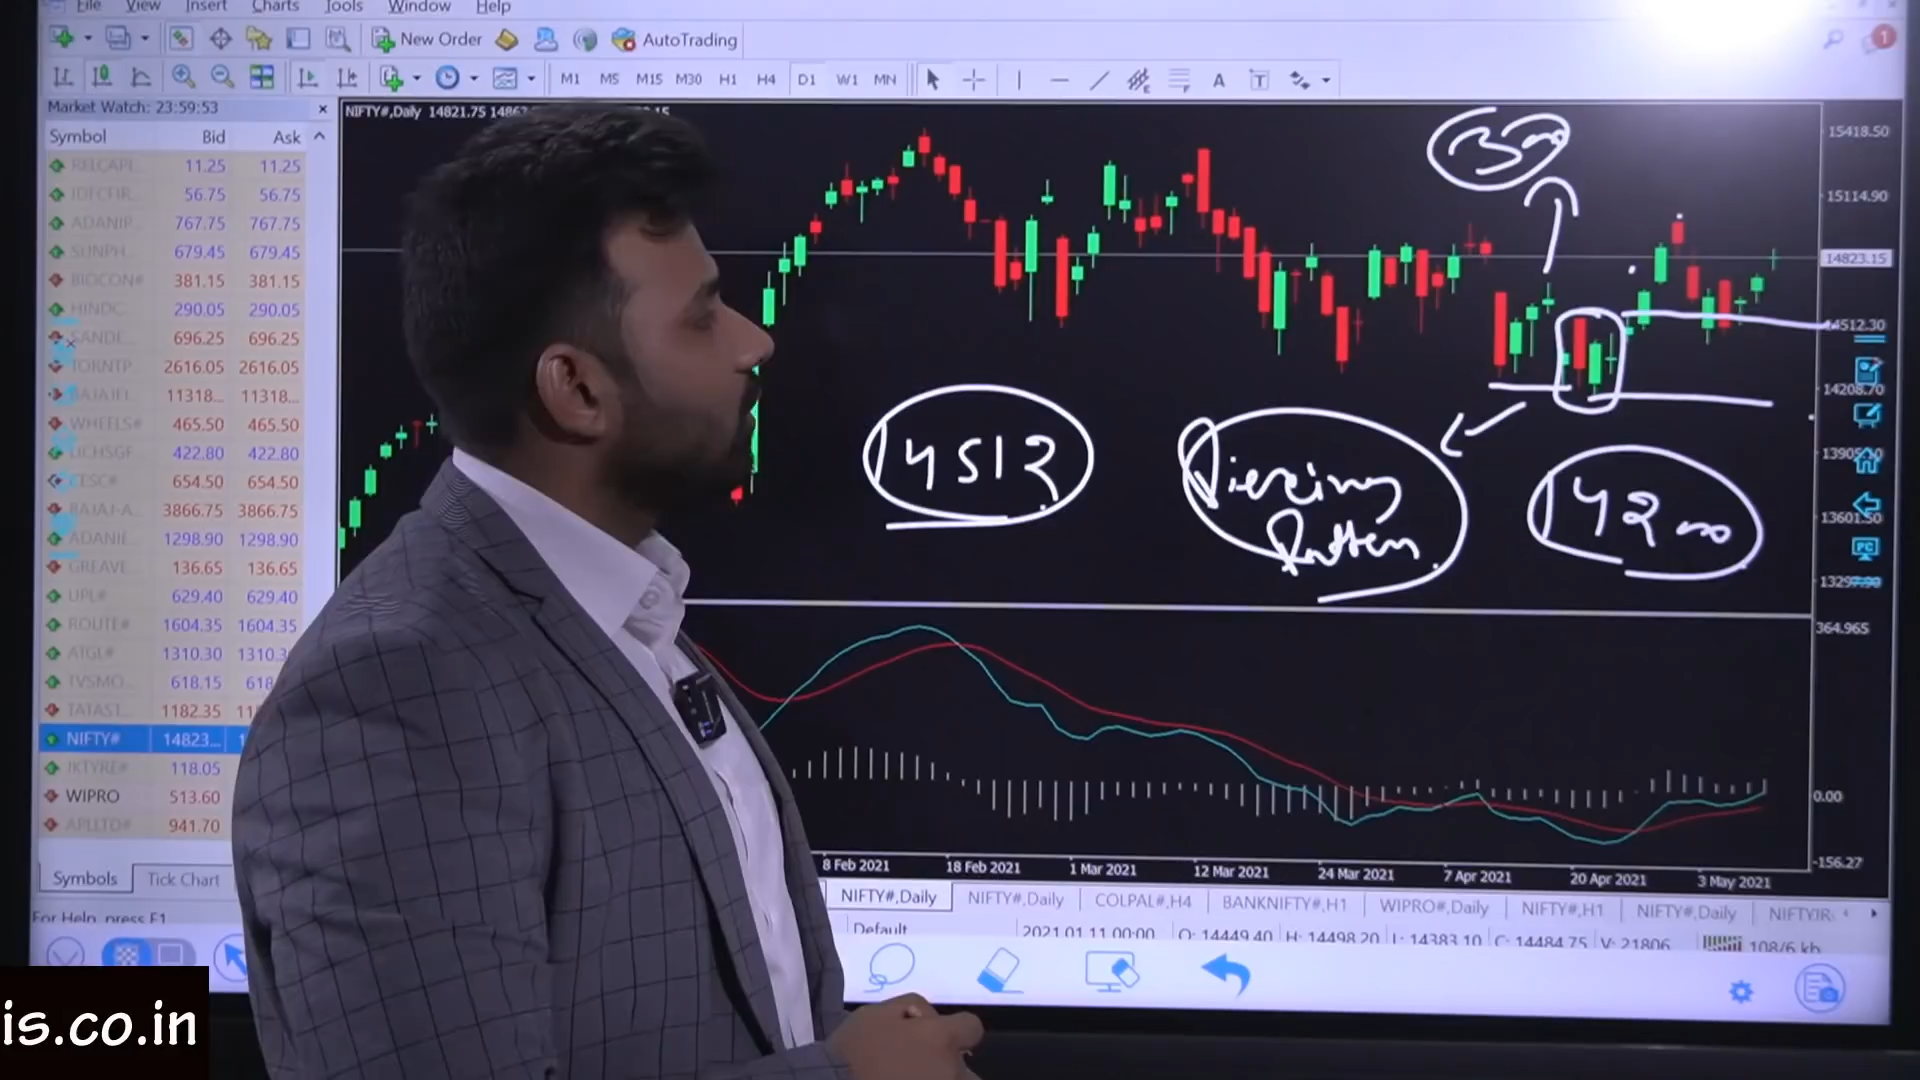 File View Insert Charts Tools Window Help
New Order AutoTrading 1
M1 M5 M15 M30 H1 H4 D1 W1 MN A T
Market Watch: 23:59:53
Symbol Bid Ask
RELCAPI... 11.25 11.25
IDFCFIR... 56.75 56.75
ADANIP... 767.75 767.75
SUNPH... 679.45 679.45
BIOCON# 381.15 381.15
HINDC... 290.05 290.05
SANDE... 696.25 696.25
TORNTP... 2616.05 2616.05
BAJAJFI... 11318... 11318...
WHEELS# 465.50 465.50
LICHSGF... 422.80 422.80
CESC# 654.50 654.50
BAJAJ-A... 3866.75 3866.75
ADANIE... 1298.90 1298.90
GREAVE... 136.65 136.65
UPL# 629.40 629.40
ROUTE# 1604.35 1604.35
ATGL# 1310.30 1310.3
TVSMO... 618.15 618
TATAST... 1182.35 11
NIFTY# 14823... 1
JKTYRE# 118.05
WIPRO 513.60
APLLTD# 941.70
Symbols Tick Chart
For Help, press F1
NIFTY#,Daily 14821.75 1486
15418.50
15114.90
14823.15
14512.30
14208.70
13905.10
13601.50
13297.90
14512
Piercing
Pattern
14200
300
PC
364.965
0.00
-156.27
8 Feb 2021 18 Feb 2021 1 Mar 2021 12 Mar 2021 24 Mar 2021 7 Apr 2021 20 Apr 2021 3 May 2021
NIFTY#,Daily NIFTY#,Daily COLPAL#,H4 BANKNIFTY#,H1 WIPRO#,Daily NIFTY#,H1 NIFTY#,Daily
Default 2021.01.11 00:00 O: 14449.40 H: 14498.20 L: 14383.10 C: 14484.75 V: 21806 108/6 kb
is.co.in